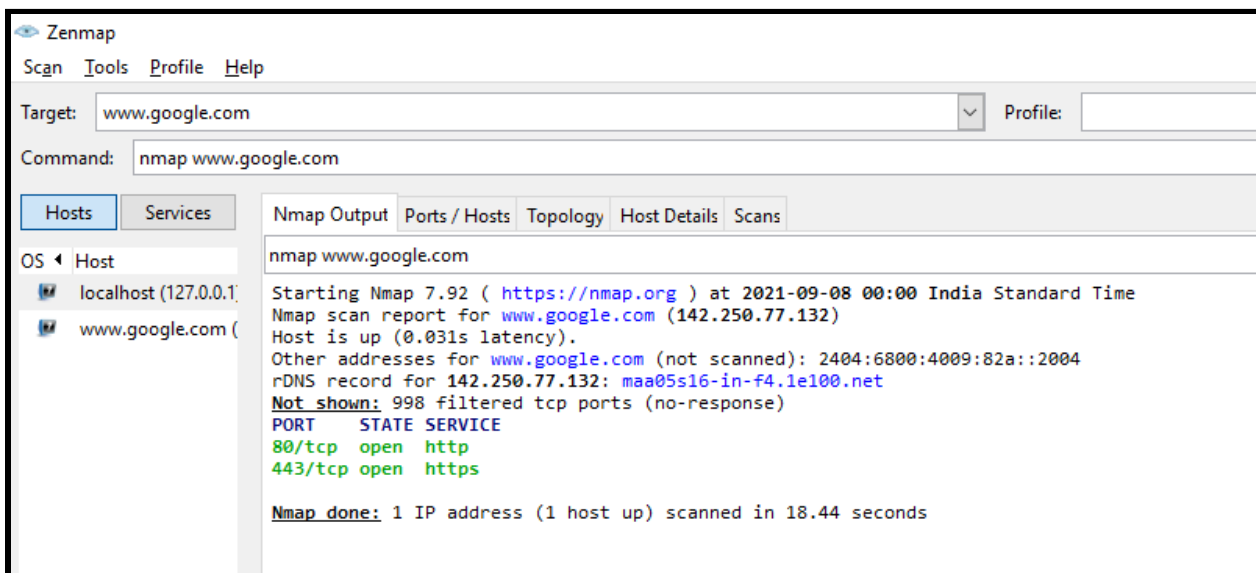 Zenmap
Scan Tools Profile Help
Target: www.google.com Profile:
Command: nmap www.google.com
Hosts Services
Nmap Output Ports / Hosts Topology Host Details Scans
OS Host
nmap www.google.com
localhost (127.0.0.1)
www.google.com (
Starting Nmap 7.92 ( https://nmap.org ) at 2021-09-08 00:00 India Standard Time
Nmap scan report for www.google.com (142.250.77.132)
Host is up (0.031s latency).
Other addresses for www.google.com (not scanned): 2404:6800:4009:82a::2004
rDNS record for 142.250.77.132: maa05s16-in-f4.1e100.net
Not shown: 998 filtered tcp ports (no-response)
PORT STATE SERVICE
80/tcp open http
443/tcp open https
Nmap done: 1 IP address (1 host up) scanned in 18.44 seconds